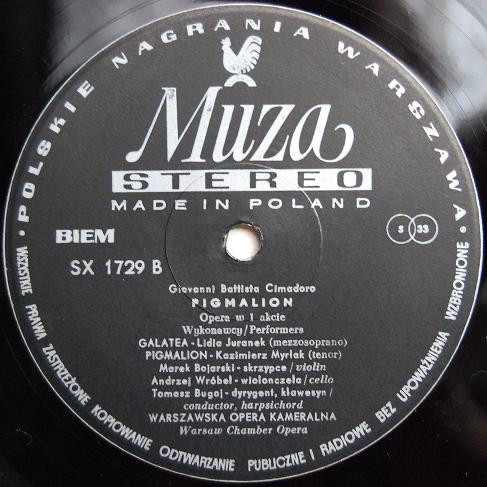 • POLSKIE NAGRANIA WARSZAWA •
Muza
STEREO
MADE IN POLAND
BIEM
S 33
SX 1729 B
Giovanni Battista Cimadoro
PIGMALION
Opera w 1 akcie
Wykonawcy/Performers
GALATEA - Lidia Juranek (mezzosoprano)
PIGMALION - Kazimierz Myrlak (tenor)
Marek Bojarski - skrzypce / violin
Andrzej Wróbel - wiolonczela / cello
Tomasz Bugaj - dyrygent, klawesyn /
conductor, harpsichord
WARSZAWSKA OPERA KAMERALNA
Warsaw Chamber Opera
WSZYSTKIE PRAWA ZASTRZEŻONE KOPIOWANIE ODTWARZANIE PUBLICZNE I RADIOWE BEZ UPOWAŻNIENIA WZBRONIONE